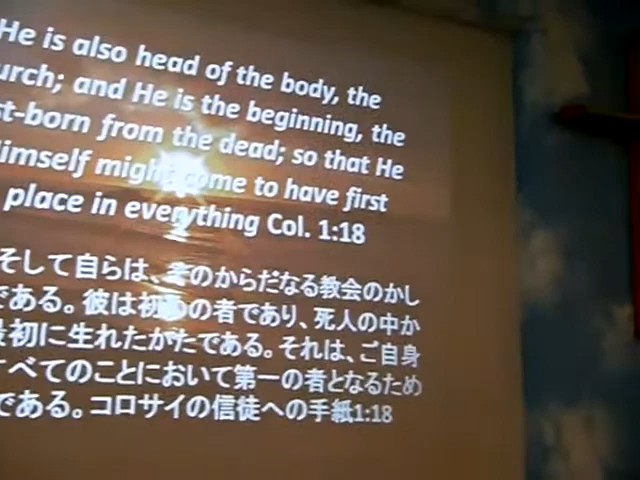 He is also head of the body, the
urch; and He is the beginning, the
st-born from the dead; so that He
Himself might come to have first
place in everything Col. 1:18
そして自らは、そのからだなる教会のかし
である。彼は初めの者であり、死人の中か
最初に生れたかたである。それは、ご自身
すべてのことにおいて第一の者となるため
である。コロサイの信徒への手紙1:18